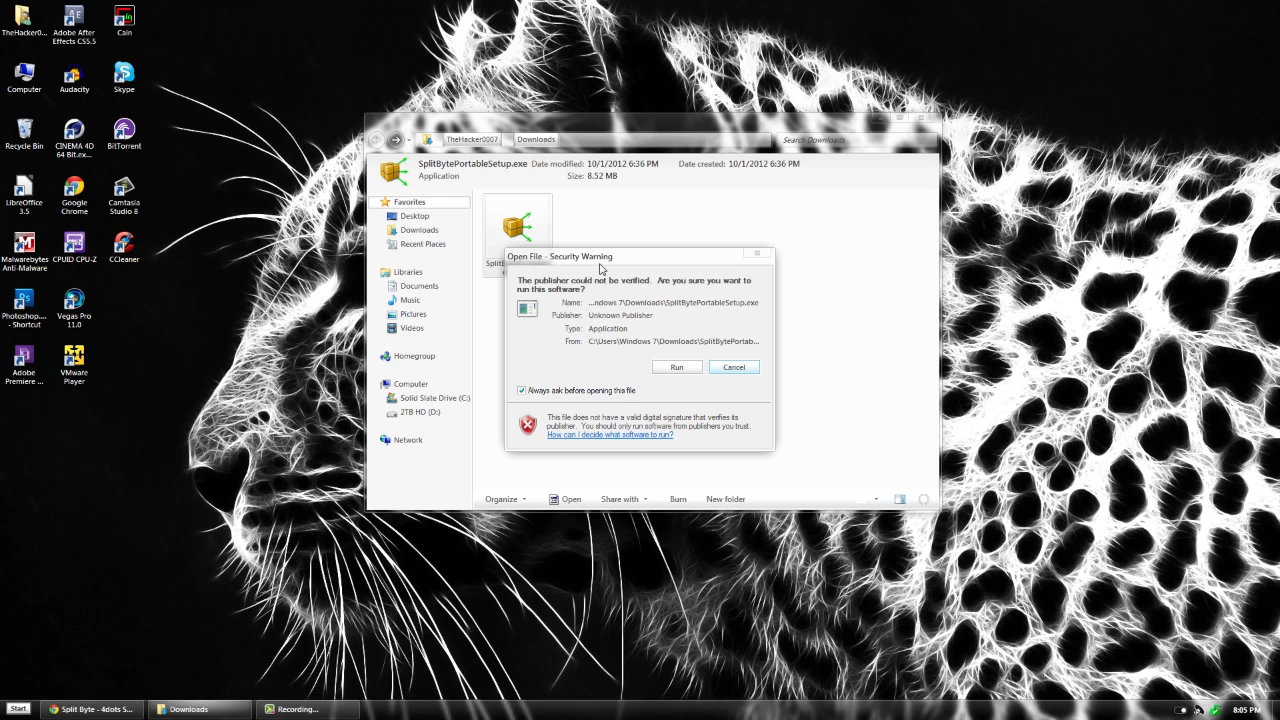 TheHacker0...
Adobe After
Effects CS5.5
Cain
Computer
Audacity
Skype
Recycle Bin
CINEMA 4D
64 Bit.ex...
BitTorrent
LibreOffice
3.5
Google
Chrome
Camtasia
Studio 8
Malwarebytes
Anti-Malware
CPUID CPU-Z
CCleaner
Photoshop....
- Shortcut
Vegas Pro
11.0
Adobe
Premiere ...
VMware
Player
TheHacker0007
Downloads
Search Downloads
SplitBytePortableSetup.exe Date modified: 10/1/2012 6:36 PM Date created: 10/1/2012 6:36 PM
Application Size: 8.52 MB
Favorites
Desktop
Downloads
Recent Places
Libraries
Documents
Music
Pictures
Videos
Homegroup
Computer
Solid Slate Drive (C:)
2TB HD (D:)
Network
Open File - Security Warning
The publisher could not be verified. Are you sure you want to
run this software?
Name: ...ndows 7\Downloads\SplitBytePortableSetup.exe
Publisher: Unknown Publisher
Type: Application
From: C:\Users\Windows 7\Downloads\SplitBytePortab...
Run
Cancel
Always ask before opening this file
This file does not have a valid digital signature that verifies its
publisher. You should only run software from publishers you trust.
How can I decide what software to run?
Organize
Open
Share with
Burn
New folder
Start
Split Byte - 4dots S...
Downloads
Recording...
8:05 PM